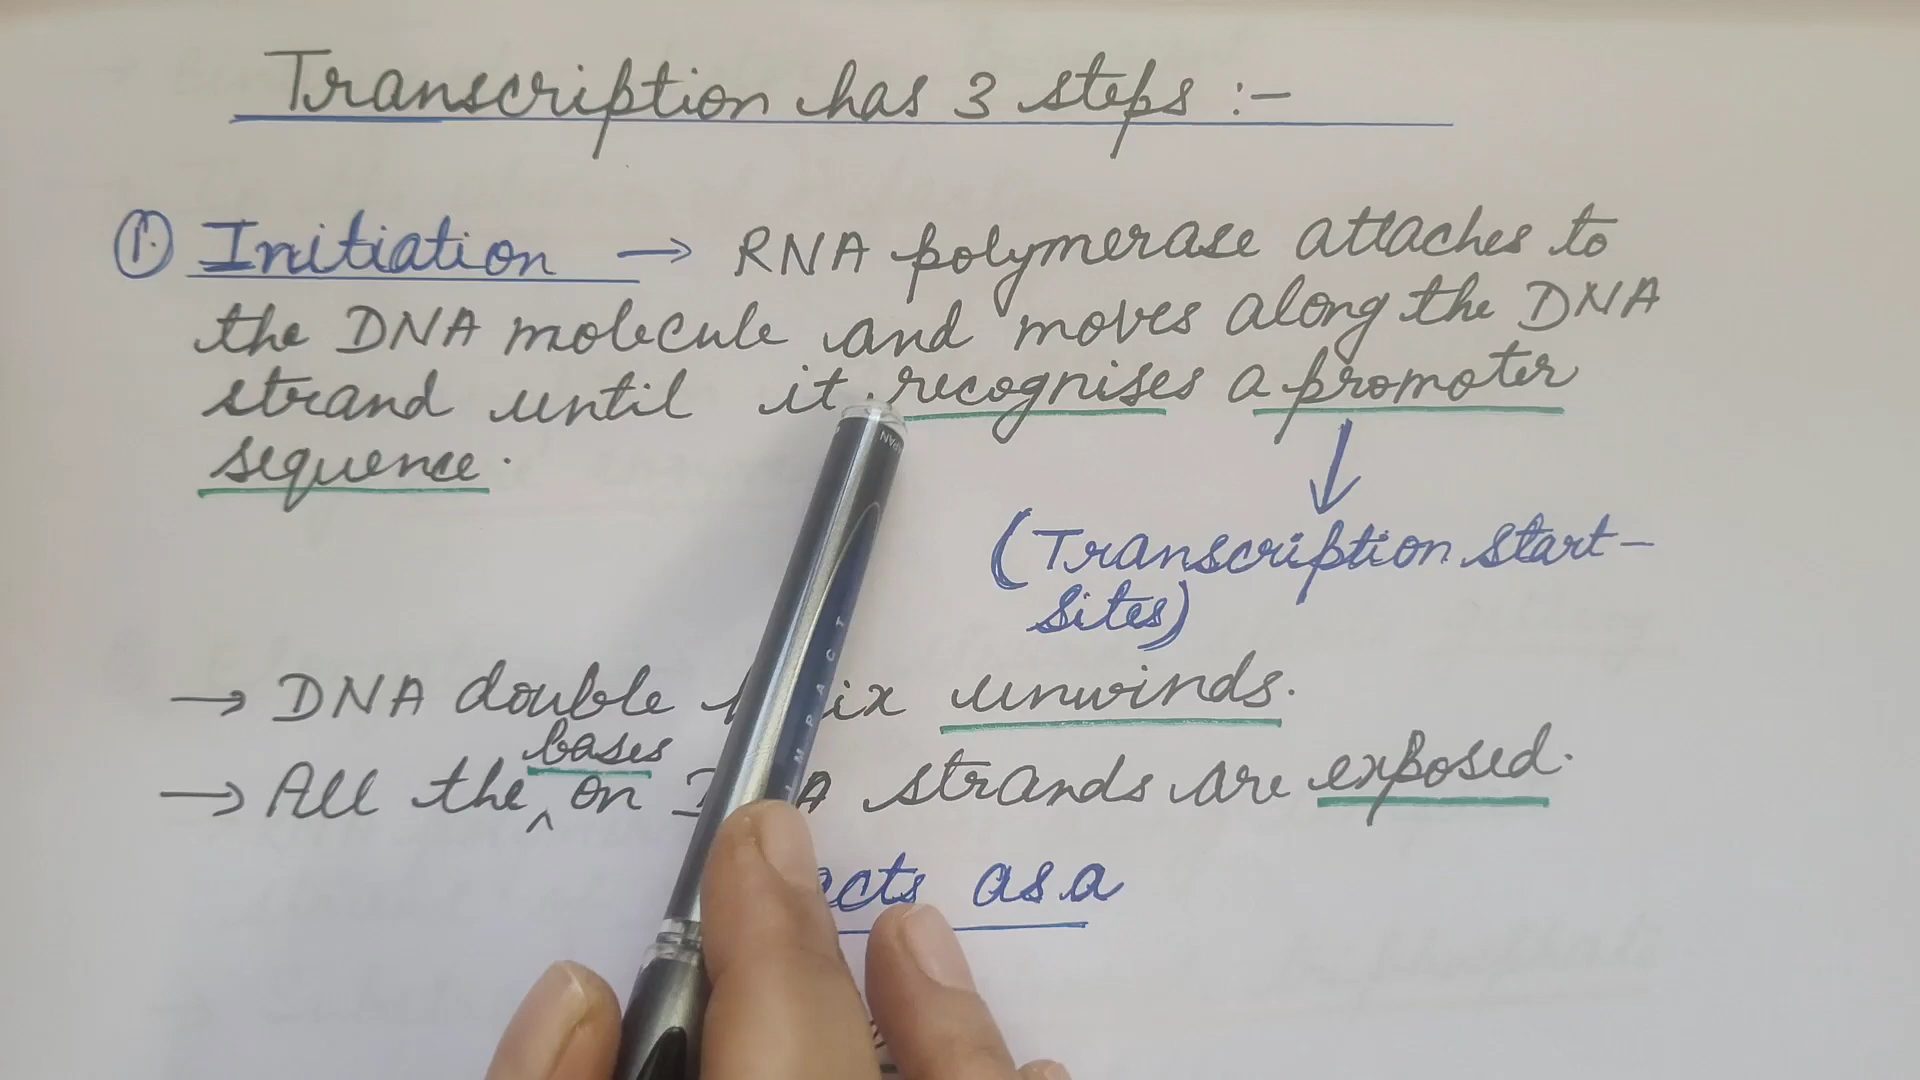 Transcription has 3 steps :-
1. Initiation → RNA polymerase attaches to
the DNA molecule and moves along the DNA
strand until it recognises a promoter
sequence.
↓
(Transcription start-
sites)
→ DNA double unwinds.
bases
→ All the ^ on strands are exposed.
acts as a
IMPACT